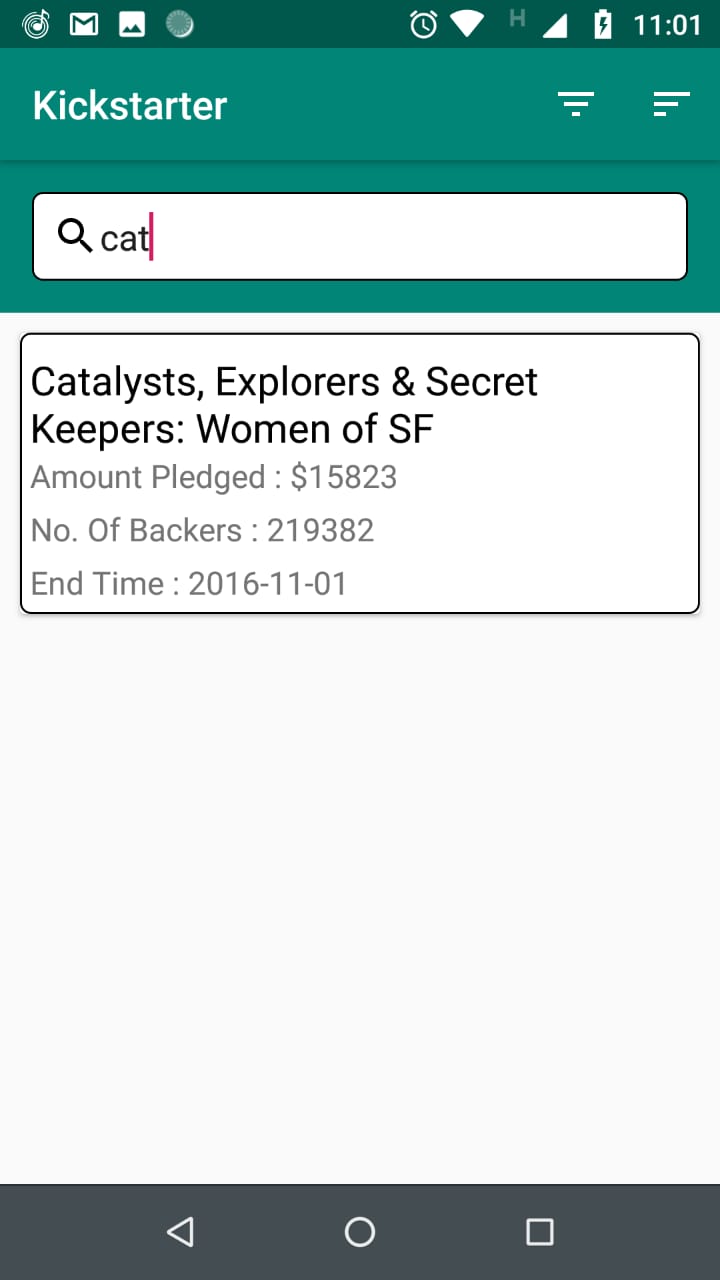 H 11:01
Kickstarter
cat
Catalysts, Explorers & Secret
Keepers: Women of SF
Amount Pledged : $15823
No. Of Backers : 219382
End Time : 2016-11-01